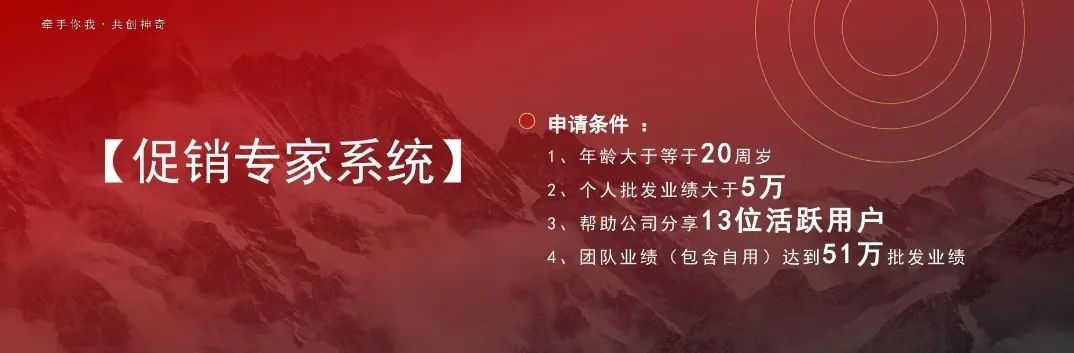 牵手你我·共创神奇
【促销专家系统】
申请条件：
1、年龄大于等于20周岁
2、个人批发业绩大于5万
3、帮助公司分享13位活跃用户
4、团队业绩（包含自用）达到51万批发业绩